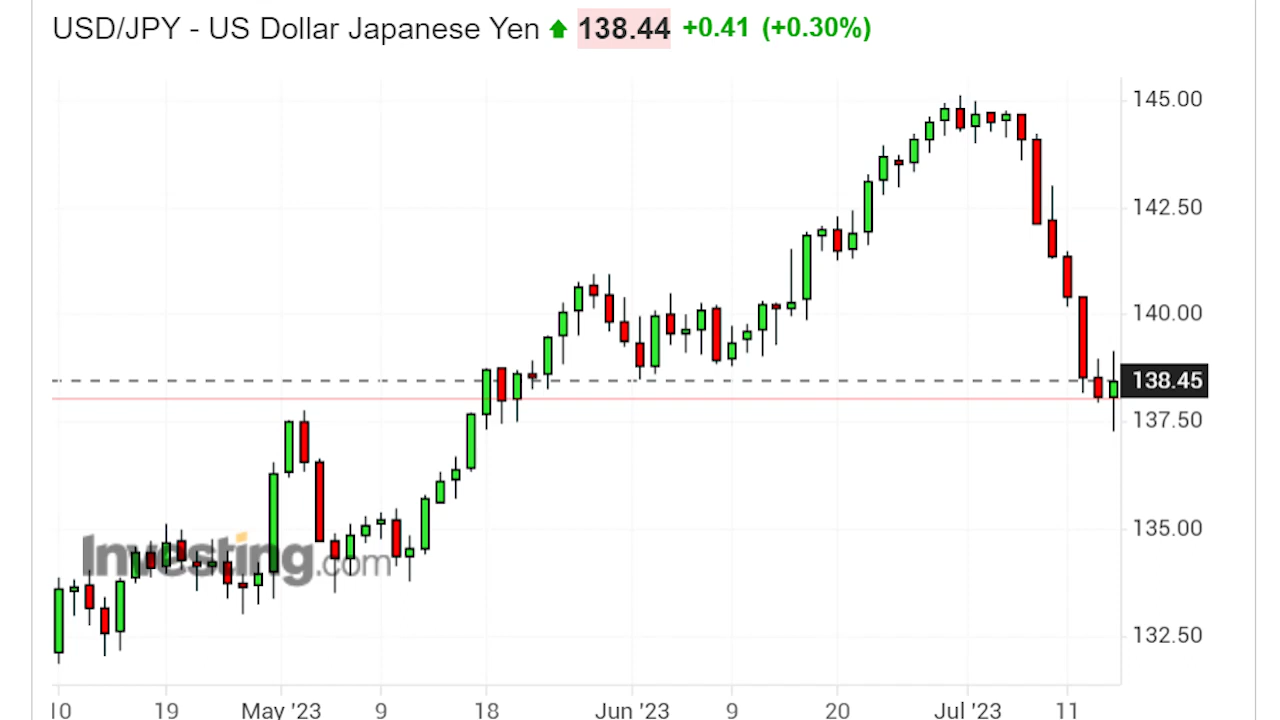 USD/JPY - US Dollar Japanese Yen 138.44 +0.41 (+0.30%)
145.00
142.50
140.00
138.45
137.50
135.00
132.50
Investing.com
10 19 May '23 9 18 Jun '23 9 20 Jul '23 11